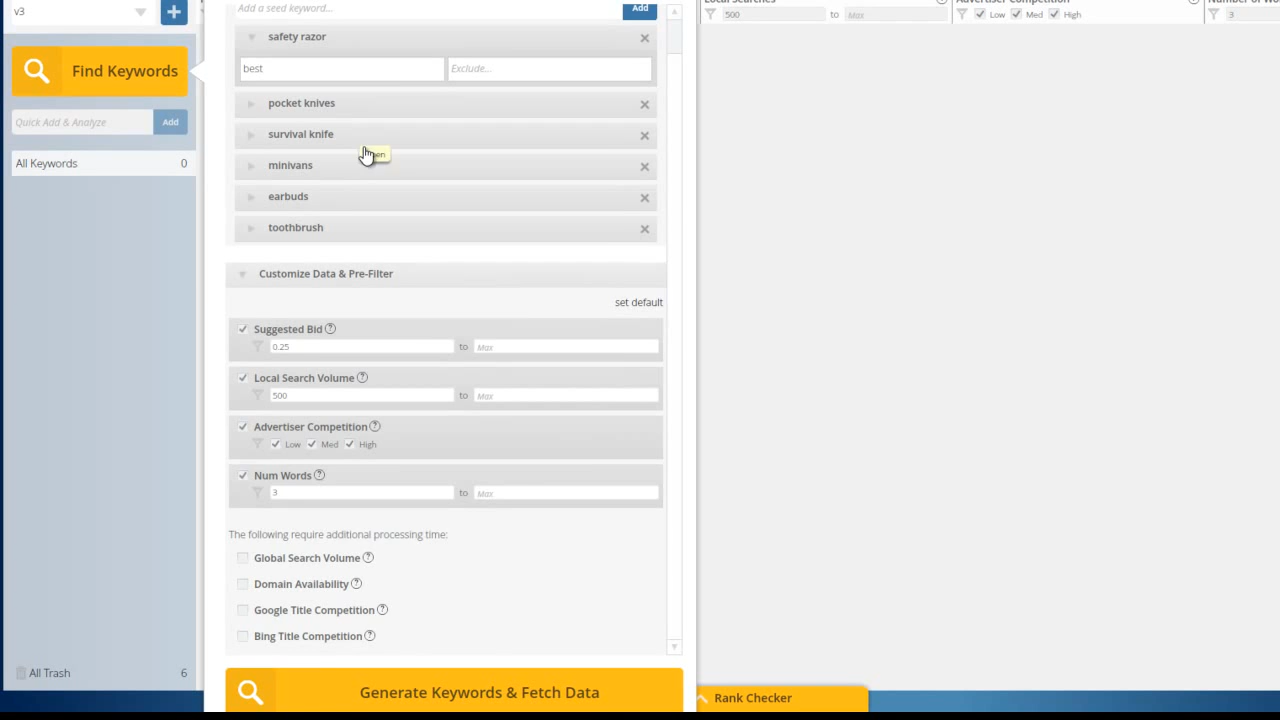 v3
Find Keywords
Quick Add & Analyze
Add
All Keywords 0
All Trash 6
Add a seed keyword...
Add
safety razor
best
Exclude...
pocket knives
survival knife
minivans
earbuds
toothbrush
Customize Data & Pre-Filter
set default
Suggested Bid ?
0.25 to Max
Local Search Volume ?
500 to Max
Advertiser Competition ?
Low Med High
Num Words ?
3 to Max
The following require additional processing time:
Global Search Volume ?
Domain Availability ?
Google Title Competition ?
Bing Title Competition ?
Generate Keywords & Fetch Data
Local Searches
500 to Max
Advertiser Competition
Low Med High
3
Rank Checker